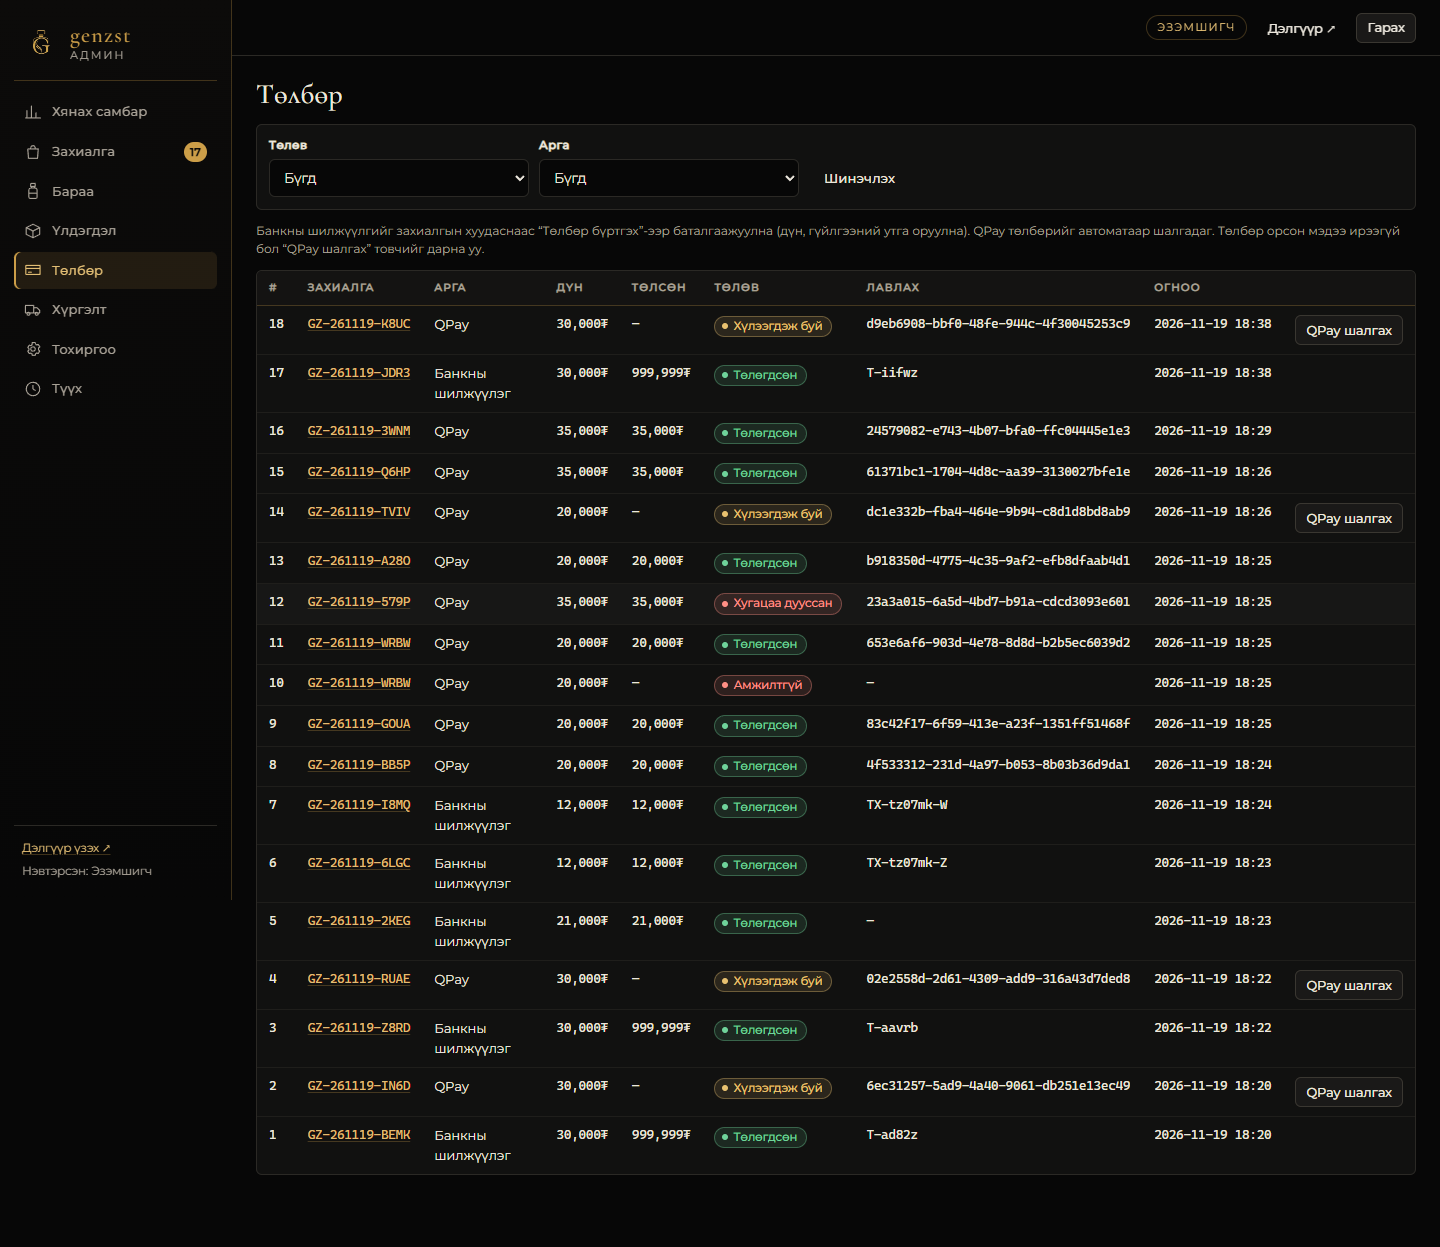 genzst
АДМИН
ЭЗЭМШИГЧ
Дэлгүүр ↗
Гарах
Хянах самбар
Захиалга
17
Бараа
Үлдэгдэл
Төлбөр
Хүргэлт
Тохиргоо
Түүх
Дэлгүүр үзэх ↗
Нэвтэрсэн: Эзэмшигч
Төлбөр
Төлөв
Арга
Бүгд
Бүгд
Шинэчлэх
Банкны шилжүүлгийг захиалгын хуудаснаас “Төлбөр бүртгэх”-ээр баталгаажуулна (дүн, гүйлгээний утга оруулна). QPay төлбөрийг автоматаар шалгадаг. Төлбөр орсон мэдээ ирээгүй
бол “QPay шалгах” товчийг дарна уу.
# ЗАХИАЛГА АРГА ДҮН ТӨЛСӨН ТӨЛӨВ ЛАВЛАХ ОГНОО
18 GZ-261119-K8UC QPay 30,000₮ — Хүлээгдэж буй d9eb6908-bbf0-48fe-944c-4f30045253c9 2026-11-19 18:38 QPay шалгах
17 GZ-261119-JDR3 Банкны 30,000₮ 999,999₮ Төлөгдсөн T-iifwz 2026-11-19 18:38
шилжүүлэг
16 GZ-261119-3WNM QPay 35,000₮ 35,000₮ Төлөгдсөн 24579082-e743-4b07-bfa0-ffc04445e1e3 2026-11-19 18:29
15 GZ-261119-Q6HP QPay 35,000₮ 35,000₮ Төлөгдсөн 61371bc1-1704-4d8c-aa39-3130027bfe1e 2026-11-19 18:26
14 GZ-261119-TVIV QPay 20,000₮ — Хүлээгдэж буй dc1e332b-fba4-464e-9b94-c8d1d8bd8ab9 2026-11-19 18:26 QPay шалгах
13 GZ-261119-A28O QPay 20,000₮ 20,000₮ Төлөгдсөн b918350d-4775-4c35-9af2-efb8dfaab4d1 2026-11-19 18:25
12 GZ-261119-579P QPay 35,000₮ 35,000₮ Хугацаа дууссан 23a3a015-6a5d-4bd7-b91a-cdcd3093e601 2026-11-19 18:25
11 GZ-261119-WRBW QPay 20,000₮ 20,000₮ Төлөгдсөн 653e6af6-903d-4e78-8d8d-b2b5ec6039d2 2026-11-19 18:25
10 GZ-261119-WRBW QPay 20,000₮ — Амжилтгүй — 2026-11-19 18:25
9 GZ-261119-GOUA QPay 20,000₮ 20,000₮ Төлөгдсөн 83c42f17-6f59-413e-a23f-1351ff51468f 2026-11-19 18:25
8 GZ-261119-BB5P QPay 20,000₮ 20,000₮ Төлөгдсөн 4f533312-231d-4a97-b053-8b03b36d9da1 2026-11-19 18:24
7 GZ-261119-I8MQ Банкны 12,000₮ 12,000₮ Төлөгдсөн TX-tz07mk-W 2026-11-19 18:24
шилжүүлэг
6 GZ-261119-6LGC Банкны 12,000₮ 12,000₮ Төлөгдсөн TX-tz07mk-Z 2026-11-19 18:23
шилжүүлэг
5 GZ-261119-2KEG Банкны 21,000₮ 21,000₮ Төлөгдсөн — 2026-11-19 18:23
шилжүүлэг
4 GZ-261119-RUAE QPay 30,000₮ — Хүлээгдэж буй 02e2558d-2d61-4309-add9-316a43d7ded8 2026-11-19 18:22 QPay шалгах
3 GZ-261119-Z8RD Банкны 30,000₮ 999,999₮ Төлөгдсөн T-aavrb 2026-11-19 18:22
шилжүүлэг
2 GZ-261119-IN6D QPay 30,000₮ — Хүлээгдэж буй 6ec31257-5ad9-4a40-9061-db251e13ec49 2026-11-19 18:20 QPay шалгах
1 GZ-261119-BEMK Банкны 30,000₮ 999,999₮ Төлөгдсөн T-ad82z 2026-11-19 18:20
шилжүүлэг